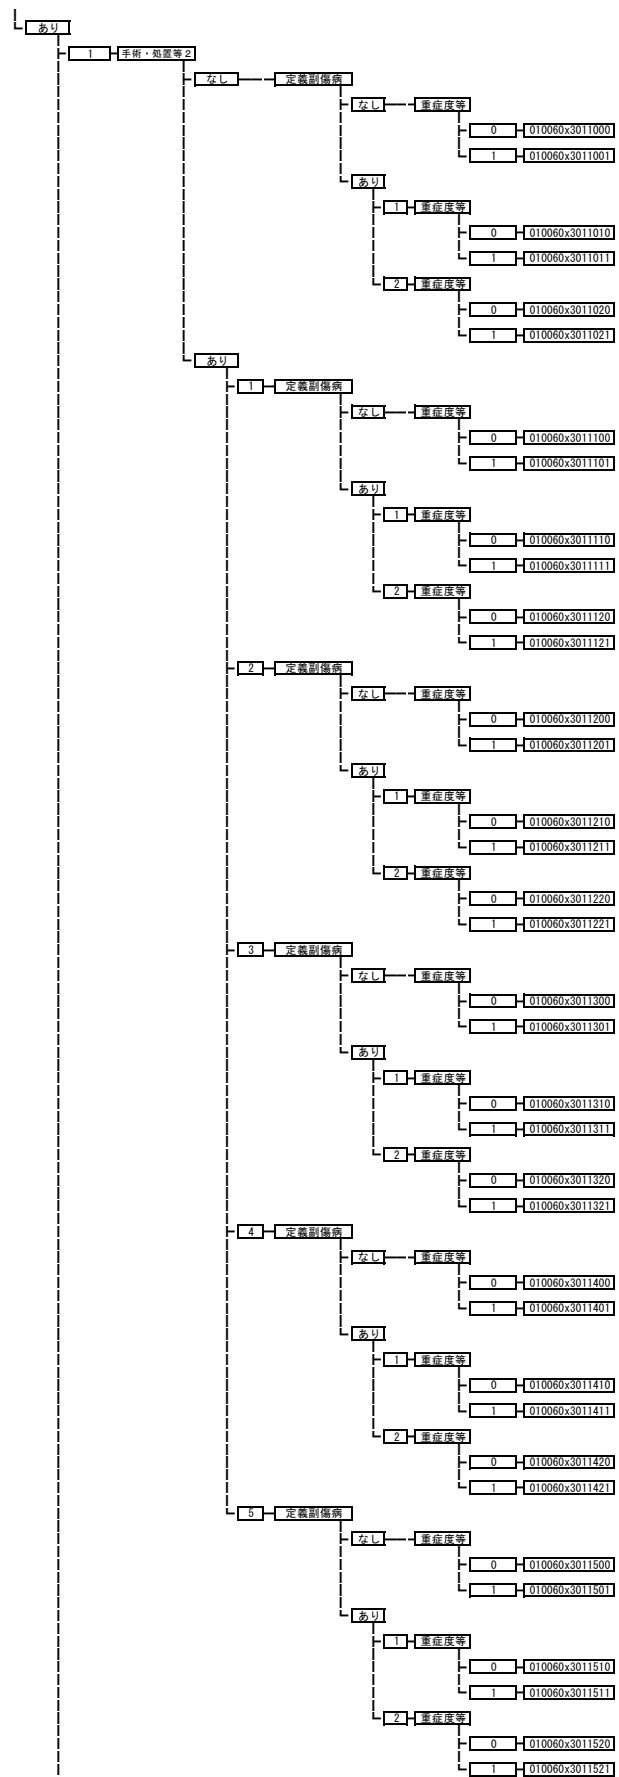 あり
1 手術・処置等２
なし 定義副傷病
なし 重症度等
0 010060x3011000
1 010060x3011001
あり
1 重症度等
0 010060x3011010
1 010060x3011011
2 重症度等
0 010060x3011020
1 010060x3011021
あり
1 定義副傷病
なし 重症度等
0 010060x3011100
1 010060x3011101
あり
1 重症度等
0 010060x3011110
1 010060x3011111
2 重症度等
0 010060x3011120
1 010060x3011121
2 定義副傷病
なし 重症度等
0 010060x3011200
1 010060x3011201
あり
1 重症度等
0 010060x3011210
1 010060x3011211
2 重症度等
0 010060x3011220
1 010060x3011221
3 定義副傷病
なし 重症度等
0 010060x3011300
1 010060x3011301
あり
1 重症度等
0 010060x3011310
1 010060x3011311
2 重症度等
0 010060x3011320
1 010060x3011321
4 定義副傷病
なし 重症度等
0 010060x3011400
1 010060x3011401
あり
1 重症度等
0 010060x3011410
1 010060x3011411
2 重症度等
0 010060x3011420
1 010060x3011421
5 定義副傷病
なし 重症度等
0 010060x3011500
1 010060x3011501
あり
1 重症度等
0 010060x3011510
1 010060x3011511
2 重症度等
0 010060x3011520
1 010060x3011521